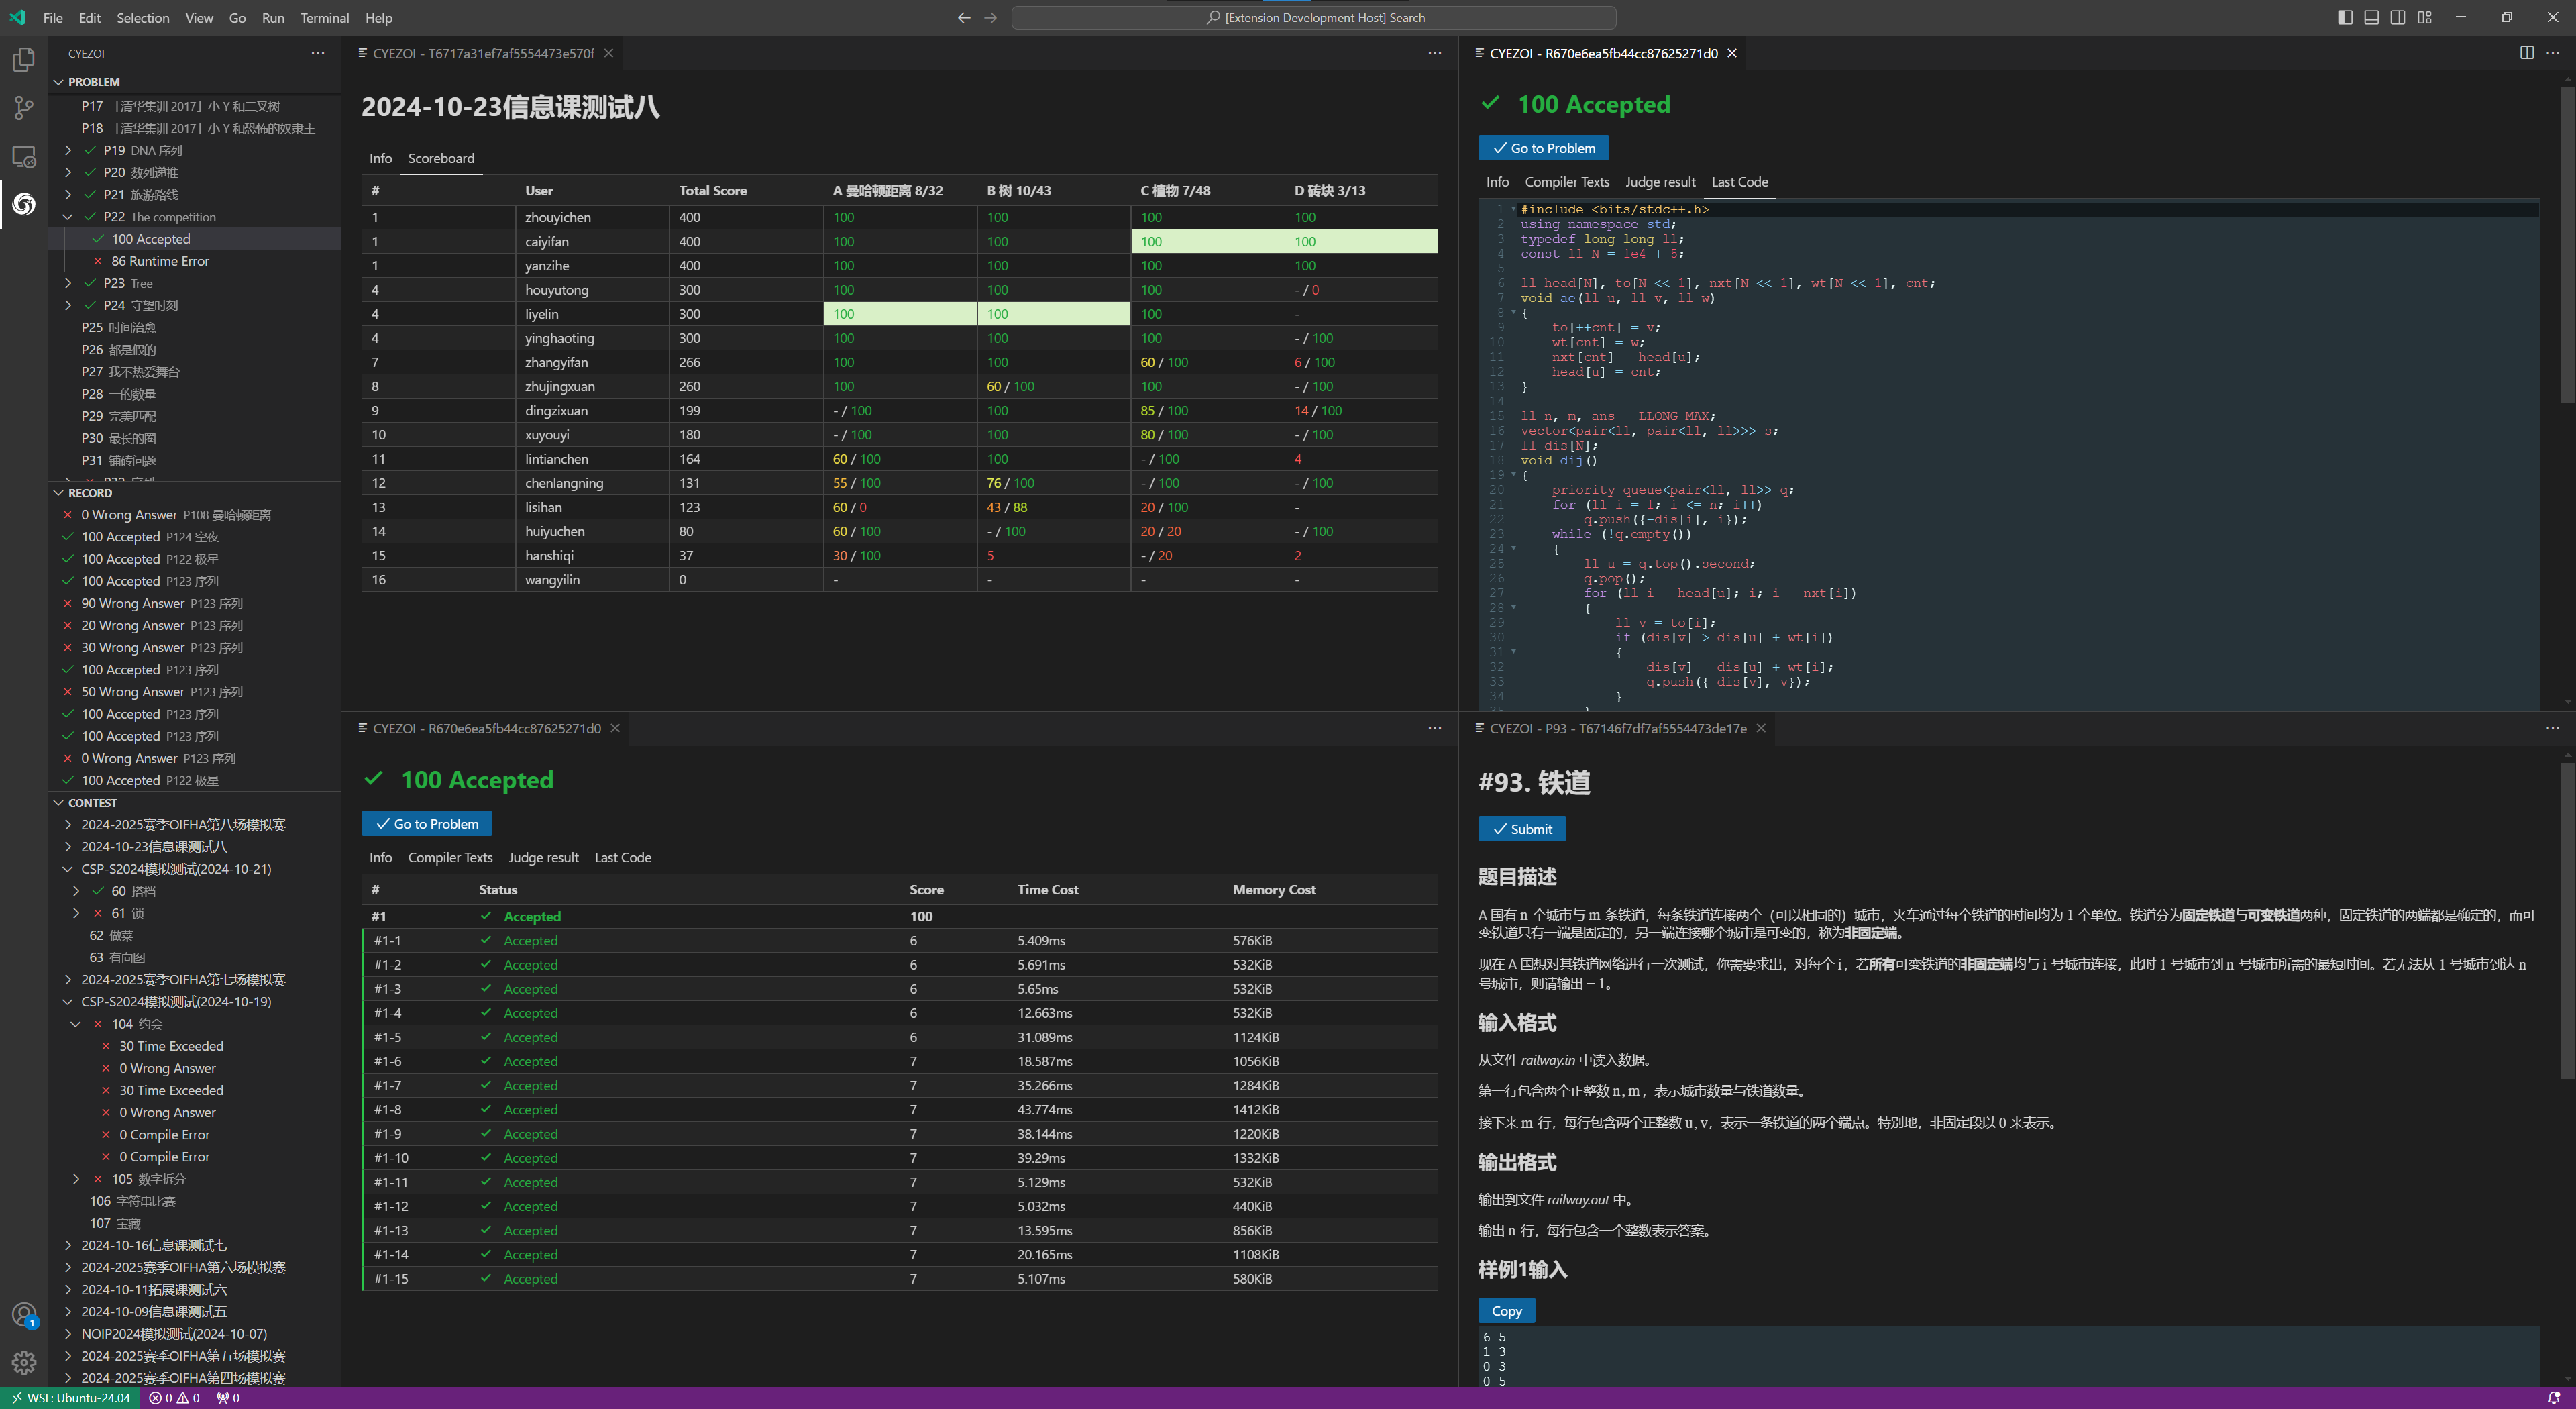 File Edit Selection View Go Run Terminal Help
[Extension Development Host] Search
CYEZOI
PROBLEM
P17 「清华集训 2017」小 Y 和二叉树
P18 「清华集训 2017」小 Y 和恐怖的奴隶主
P19 DNA 序列
P20 数列递推
P21 旅游路线
P22 The competition
100 Accepted
86 Runtime Error
P23 Tree
P24 守望时刻
P25 时间治愈
P26 都是假的
P27 我不热爱舞台
P28 一的数量
P29 完美匹配
P30 最长的圈
P31 铺砖问题
RECORD
0 Wrong Answer P108 曼哈顿距离
100 Accepted P124 空夜
100 Accepted P122 极星
100 Accepted P123 序列
90 Wrong Answer P123 序列
20 Wrong Answer P123 序列
30 Wrong Answer P123 序列
100 Accepted P123 序列
50 Wrong Answer P123 序列
100 Accepted P123 序列
100 Accepted P123 序列
0 Wrong Answer P123 序列
100 Accepted P122 极星
CONTEST
2024-2025赛季OIFHA第八场模拟赛
2024-10-23信息课测试八
CSP-S2024模拟测试(2024-10-21)
60 搭档
61 锁
62 做菜
63 有向图
2024-2025赛季OIFHA第七场模拟赛
CSP-S2024模拟测试(2024-10-19)
104 约会
30 Time Exceeded
0 Wrong Answer
30 Time Exceeded
0 Wrong Answer
0 Compile Error
0 Compile Error
105 数字拆分
106 字符串比赛
107 宝藏
2024-10-16信息课测试七
2024-2025赛季OIFHA第六场模拟赛
2024-10-11拓展课测试六
2024-10-09信息课测试五
NOIP2024模拟测试(2024-10-07)
2024-2025赛季OIFHA第五场模拟赛
2024-2025赛季OIFHA第四场模拟赛
CYEZOI - T6717a31ef7af5554473e570f
2024-10-23信息课测试八
Info Scoreboard
# User Total Score A 曼哈顿距离 8/32 B 树 10/43 C 植物 7/48 D 砖块 3/13
1 zhouyichen 400 100 100 100 100
1 caiyifan 400 100 100 100 100
1 yanzihe 400 100 100 100 100
4 houyutong 300 100 100 100 - / 0
4 liyelin 300 100 100 100 -
4 yinghaoting 300 100 100 100 - / 100
7 zhangyifan 266 100 100 60 / 100 6 / 100
8 zhujingxuan 260 100 60 / 100 100 - / 100
9 dingzixuan 199 - / 100 100 85 / 100 14 / 100
10 xuyouyi 180 - / 100 100 80 / 100 - / 100
11 lintianchen 164 60 / 100 100 - / 100 4
12 chenlangning 131 55 / 100 76 / 100 - / 100 - / 100
13 lisihan 123 60 / 0 43 / 88 20 / 100 -
14 huiyuchen 80 60 / 100 - / 100 20 / 20 - / 100
15 hanshiqi 37 30 / 100 5 - / 20 2
16 wangyilin 0 - - - -
CYEZOI - R670e6ea5fb44cc87625271d0
100 Accepted
Go to Problem
Info Compiler Texts Judge result Last Code
1 #include <bits/stdc++.h>
2 using namespace std;
3 typedef long long ll;
4 const ll N = 1e4 + 5;
5
6 ll head[N], to[N << 1], nxt[N << 1], wt[N << 1], cnt;
7 void ae(ll u, ll v, ll w)
8 {
9 to[++cnt] = v;
10 wt[cnt] = w;
11 nxt[cnt] = head[u];
12 head[u] = cnt;
13 }
14
15 ll n, m, ans = LLONG_MAX;
16 vector<pair<ll, pair<ll, ll>>> s;
17 ll dis[N];
18 void dij()
19 {
20 priority_queue<pair<ll, ll>> q;
21 for (ll i = 1; i <= n; i++)
22 q.push({-dis[i], i});
23 while (!q.empty())
24 {
25 ll u = q.top().second;
26 q.pop();
27 for (ll i = head[u]; i; i = nxt[i])
28 {
29 ll v = to[i];
30 if (dis[v] > dis[u] + wt[i])
31 {
32 dis[v] = dis[u] + wt[i];
33 q.push({-dis[v], v});
34 }
CYEZOI - R670e6ea5fb44cc87625271d0
100 Accepted
Go to Problem
Info Compiler Texts Judge result Last Code
# Status Score Time Cost Memory Cost
#1 Accepted 100
#1-1 Accepted 6 5.409ms 576KiB
#1-2 Accepted 6 5.691ms 532KiB
#1-3 Accepted 6 5.65ms 532KiB
#1-4 Accepted 6 12.663ms 532KiB
#1-5 Accepted 6 31.089ms 1124KiB
#1-6 Accepted 7 18.587ms 1056KiB
#1-7 Accepted 7 35.266ms 1284KiB
#1-8 Accepted 7 43.774ms 1412KiB
#1-9 Accepted 7 38.144ms 1220KiB
#1-10 Accepted 7 39.29ms 1332KiB
#1-11 Accepted 7 5.129ms 532KiB
#1-12 Accepted 7 5.032ms 440KiB
#1-13 Accepted 7 13.595ms 856KiB
#1-14 Accepted 7 20.165ms 1108KiB
#1-15 Accepted 7 5.107ms 580KiB
CYEZOI - P93 - T67146f7df7af5554473de17e
#93. 铁道
Submit
题目描述
A 国有 n 个城市与 m 条铁道，每条铁道连接两个（可以相同的）城市，火车通过每个铁道的时间均为 1 个单位。铁道分为固定铁道与可变铁道两种，固定铁道的两端都是确定的，而可
变铁道只有一端是固定的，另一端连接哪个城市是可变的，称为非固定端。
现在 A 国想对其铁道网络进行一次测试，你需要求出，对每个 i，若所有可变铁道的非固定端均与 i 号城市连接，此时 1 号城市到 n 号城市所需的最短时间。若无法从 1 号城市到达 n
号城市，则请输出 −1。
输入格式
从文件 railway.in 中读入数据。
第一行包含两个正整数 n, m，表示城市数量与铁道数量。
接下来 m 行，每行包含两个正整数 u, v，表示一条铁道的两个端点。特别地，非固定段以 0 来表示。
输出格式
输出到文件 railway.out 中。
输出 n 行，每行包含一个整数表示答案。
样例1输入
Copy
6 5
1 3
0 3
0 5
1
WSL: Ubuntu-24.04 0 0 0